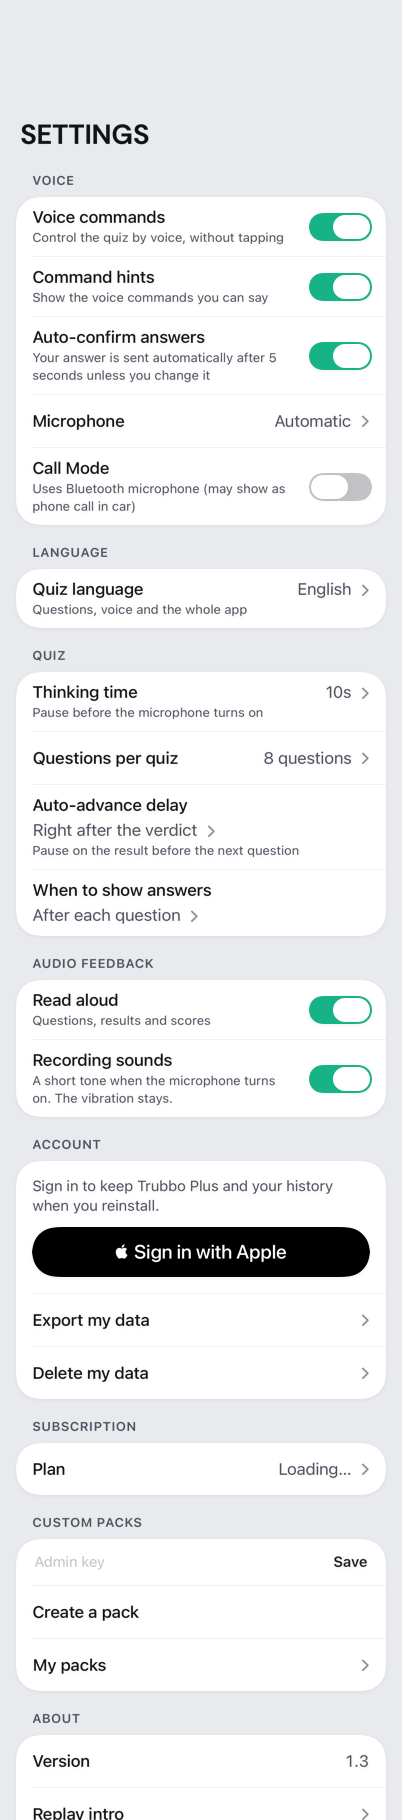 SETTINGS
VOICE
Voice commands
Control the quiz by voice, without tapping
Command hints
Show the voice commands you can say
Auto-confirm answers
Your answer is sent automatically after 5
seconds unless you change it
Microphone Automatic
Call Mode
Uses Bluetooth microphone (may show as
phone call in car)
LANGUAGE
Quiz language English
Questions, voice and the whole app
QUIZ
Thinking time 10s
Pause before the microphone turns on
Questions per quiz 8 questions
Auto-advance delay
Right after the verdict
Pause on the result before the next question
When to show answers
After each question
AUDIO FEEDBACK
Read aloud
Questions, results and scores
Recording sounds
A short tone when the microphone turns
on. The vibration stays.
ACCOUNT
Sign in to keep Trubbo Plus and your history
when you reinstall.
Sign in with Apple
Export my data
Delete my data
SUBSCRIPTION
Plan Loading...
CUSTOM PACKS
Admin key Save
Create a pack
My packs
ABOUT
Version 1.3
Replay intro